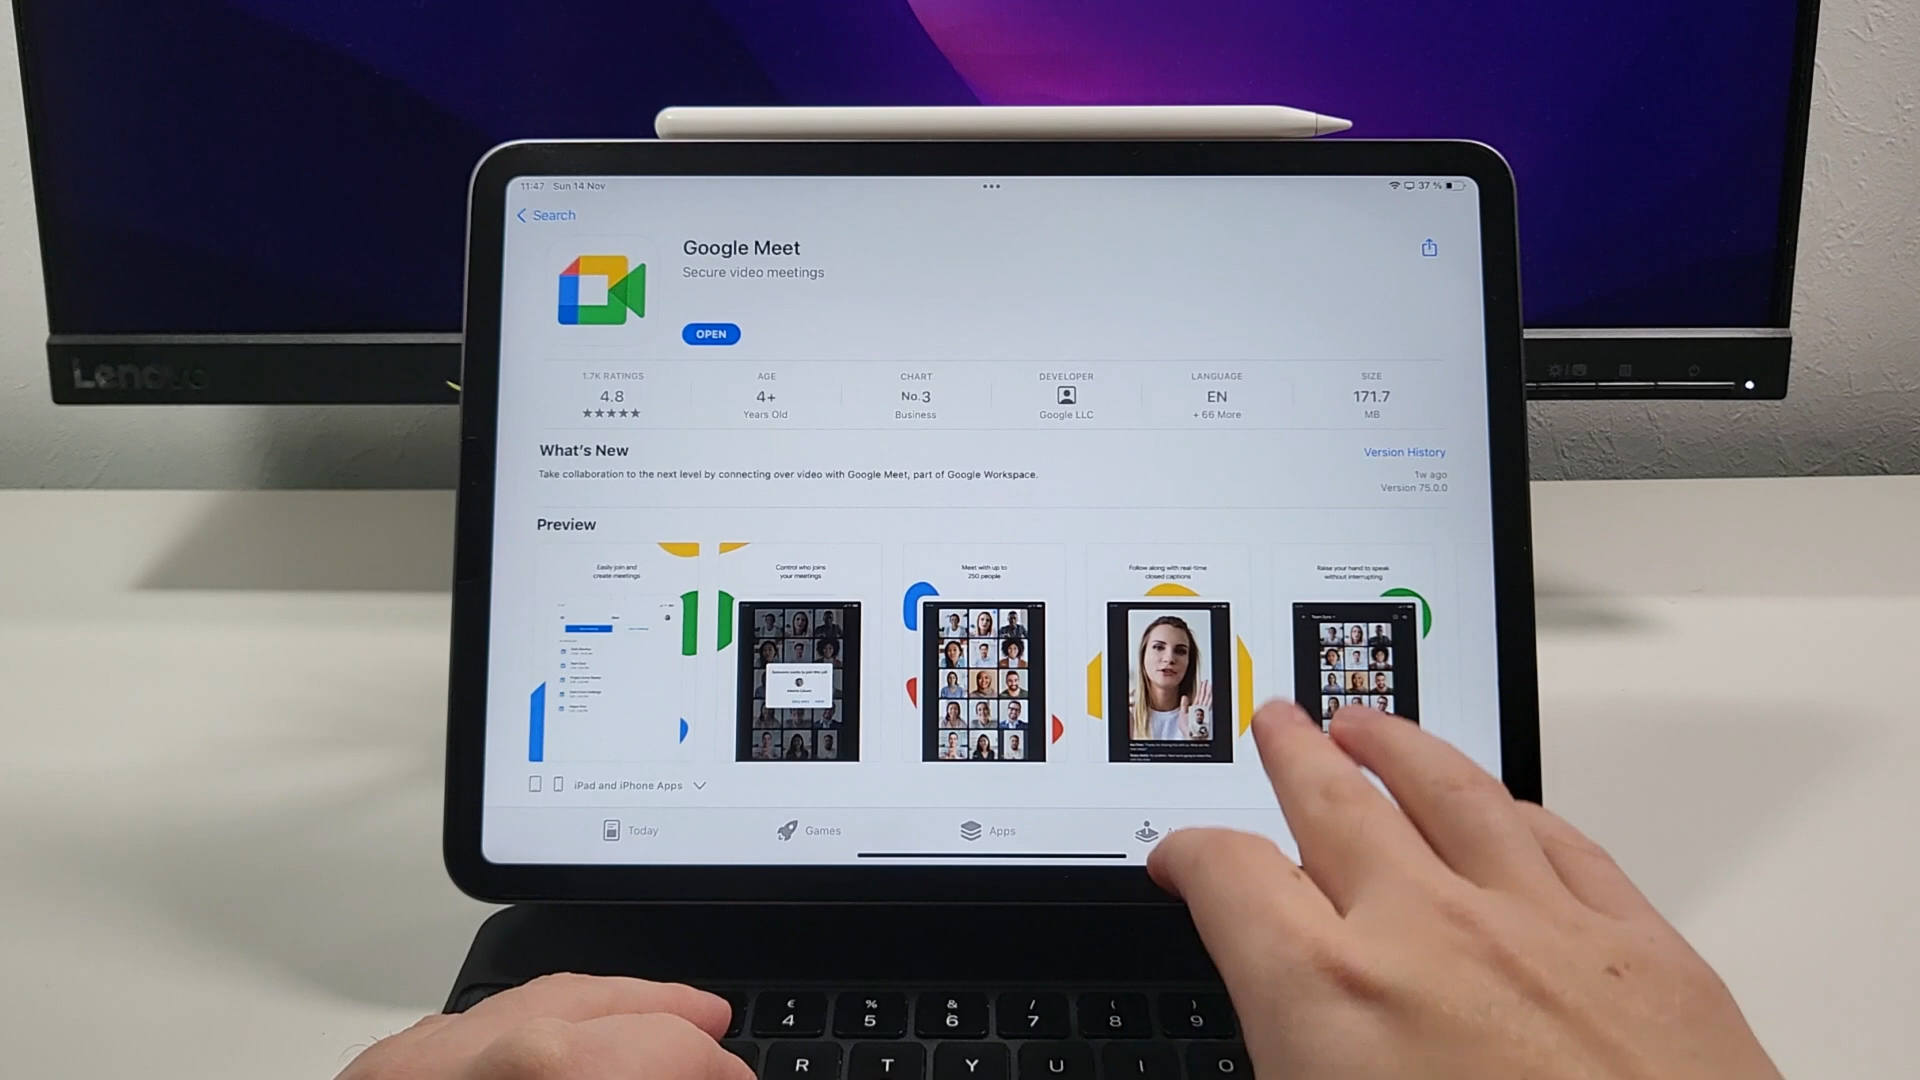 11:47 Sun 14 Nov
37 %
Search
Google Meet
Secure video meetings
OPEN
1.7K RATINGS
4.8
AGE
4+
Years Old
CHART
No.3
Business
DEVELOPER
Google LLC
LANGUAGE
EN
+ 66 More
SIZE
171.7
MB
What's New
Version History
Take collaboration to the next level by connecting over video with Google Meet, part of Google Workspace.
1w ago
Version 75.0.0
Preview
Easily join and
create meetings
Control who joins
your meetings
Meet with up to
250 people
Follow along with real-time
closed captions
Raise your hand to speak
without interrupting
iPad and iPhone Apps
Today
Games
Apps
Lenovo
€ % & / ( )
4 5 6 7 8 9
R T Y U I O